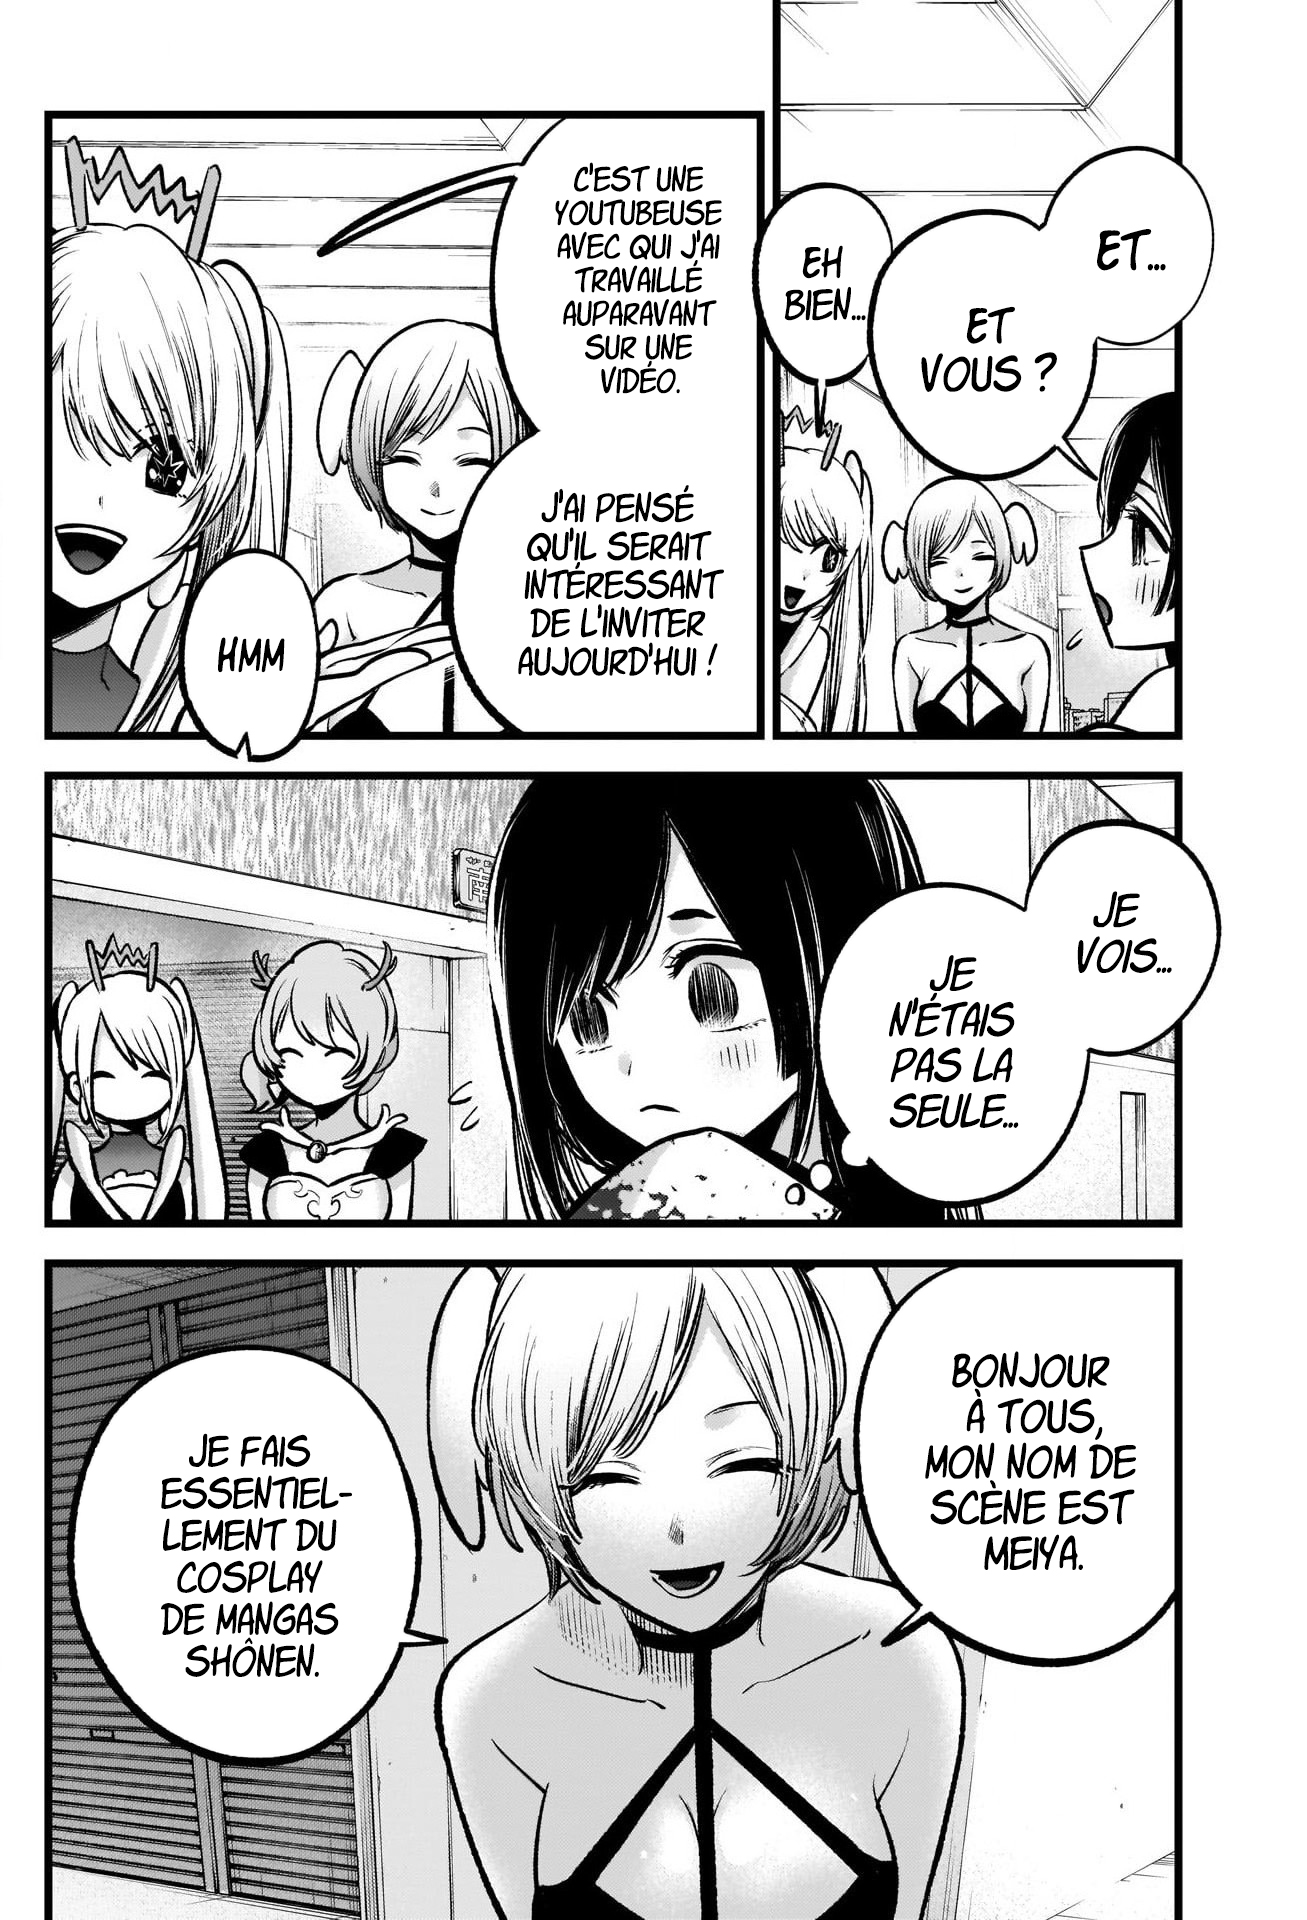 ET...
ET
VOUS ?
EH
BIEN...
C'EST UNE
YOUTUBEUSE
AVEC QUI J'AI
TRAVAILLÉ
AUPARAVANT
SUR UNE
VIDÉO.
J'AI PENSÉ
QU'IL SERAIT
INTÉRESSANT
DE L'INVITER
AUJOURD'HUI !
HMM
JE
VOIS...
JE
N'ÉTAIS
PAS LA
SEULE...
BONJOUR
À TOUS,
MON NOM DE
SCÈNE EST
MEIYA.
JE FAIS
ESSENTIEL-
LEMENT DU
COSPLAY
DE MANGAS
SHÔNEN.